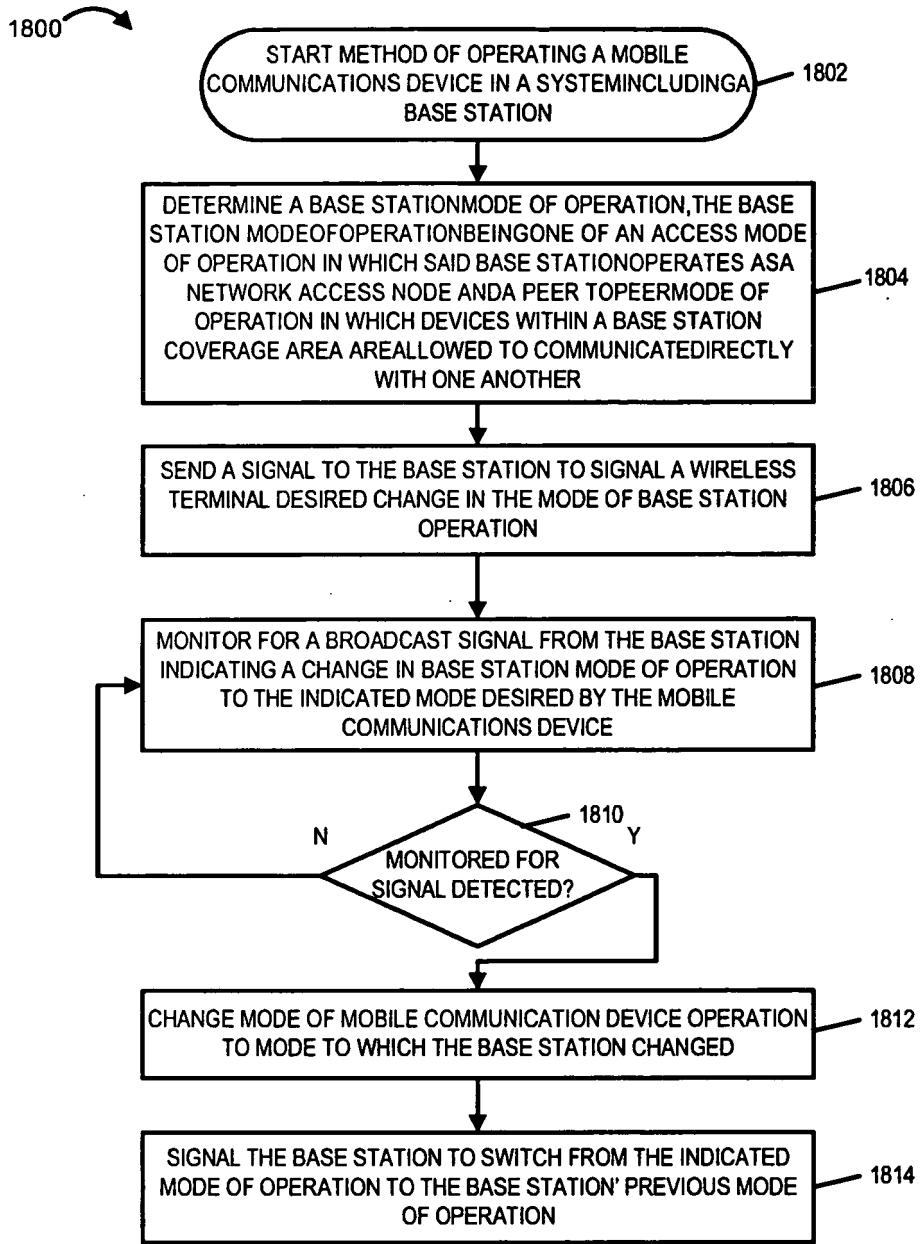 1800
START METHOD OF OPERATING A MOBILE
COMMUNICATIONS DEVICE IN A SYSTEMINCLUDINGA
BASE STATION
1802
DETERMINE A BASE STATIONMODE OF OPERATION,THE BASE
STATION MODEOFOPERATIONBEINGONE OF AN ACCESS MODE
OF OPERATION IN WHICH SAID BASE STATIONOPERATES ASA
NETWORK ACCESS NODE ANDA PEER TOPEERMODE OF
OPERATION IN WHICH DEVICES WITHIN A BASE STATION
COVERAGE AREA AREALLOWED TO COMMUNICATEDIRECTLY
WITH ONE ANOTHER
1804
SEND A SIGNAL TO THE BASE STATION TO SIGNAL A WIRELESS
TERMINAL DESIRED CHANGE IN THE MODE OF BASE STATION
OPERATION
1806
MONITOR FOR A BROADCAST SIGNAL FROM THE BASE STATION
INDICATING A CHANGE IN BASE STATION MODE OF OPERATION
TO THE INDICATED MODE DESIRED BY THE MOBILE
COMMUNICATIONS DEVICE
1808
1810
N
Y
MONITORED FOR
SIGNAL DETECTED?
CHANGE MODE OF MOBILE COMMUNICATION DEVICE OPERATION
TO MODE TO WHICH THE BASE STATION CHANGED
1812
SIGNAL THE BASE STATION TO SWITCH FROM THE INDICATED
MODE OF OPERATION TO THE BASE STATION' PREVIOUS MODE
OF OPERATION
1814